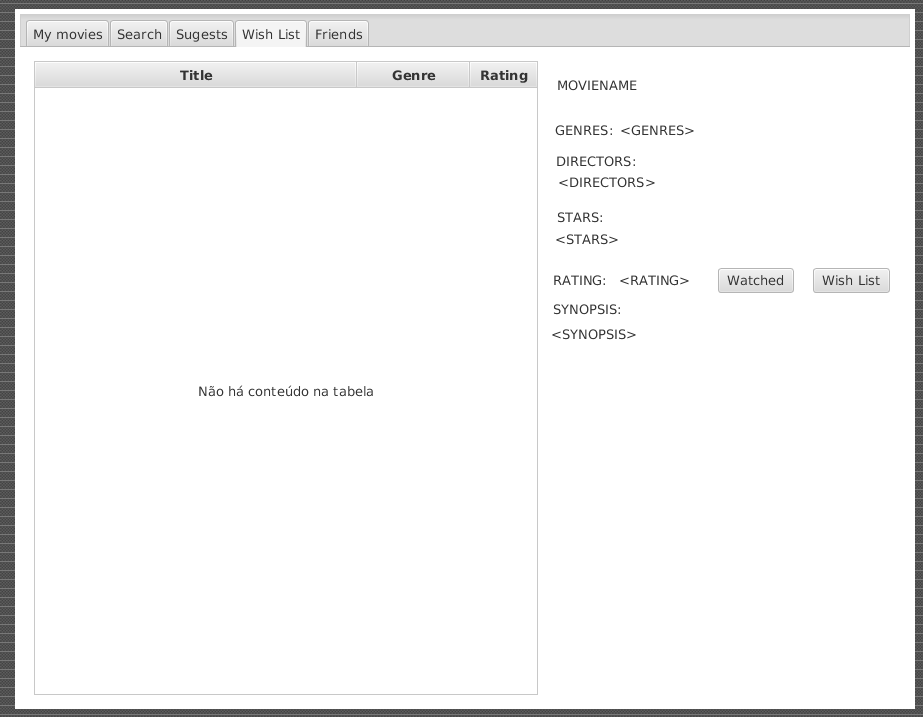 My movies Search Sugests Wish List Friends
Title Genre Rating
Não há conteúdo na tabela
MOVIENAME
GENRES: <GENRES>
DIRECTORS:
<DIRECTORS>
STARS:
<STARS>
RATING: <RATING> Watched Wish List
SYNOPSIS:
<SYNOPSIS>